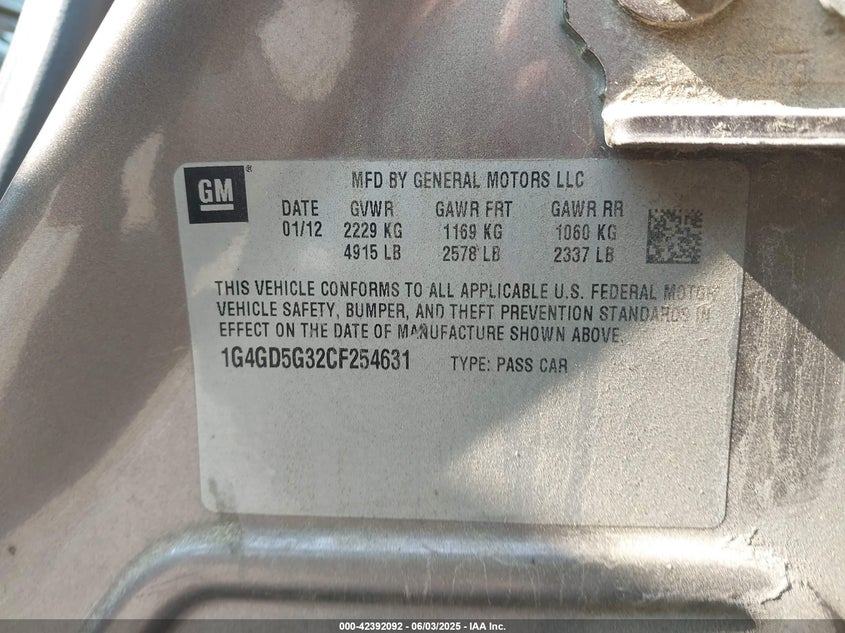 GM ®
MFD BY GENERAL MOTORS LLC
DATE GVWR GAWR FRT GAWR RR
01/12 2229 KG 1169 KG 1060 KG
4915 LB 2578 LB 2337 LB
THIS VEHICLE CONFORMS TO ALL APPLICABLE U.S. FEDERAL MOTOR
VEHICLE SAFETY, BUMPER, AND THEFT PREVENTION STANDARDS IN
EFFECT ON THE DATE OF MANUFACTURE SHOWN ABOVE.
1G4GD5G32CF254631 TYPE: PASS CAR
000-42392092 - 06/03/2025 - IAA Inc.